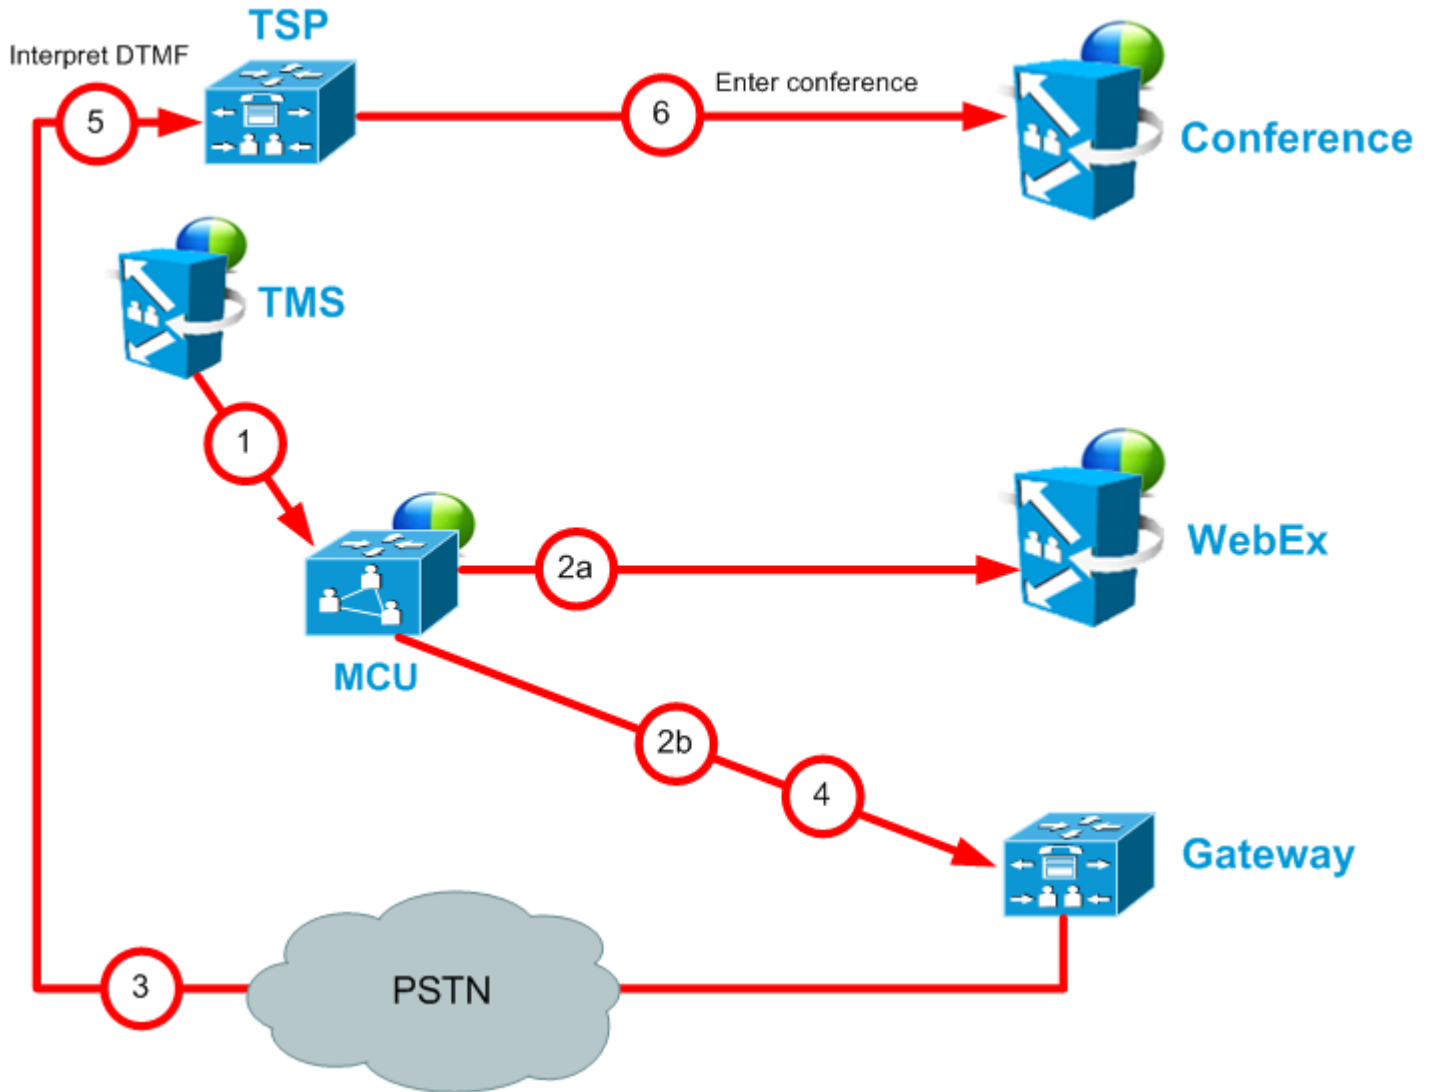 TSP
Interpret DTMF
5
6
Enter conference
Conference
TMS
1
2a
WebEx
MCU
2b
4
Gateway
3
PSTN